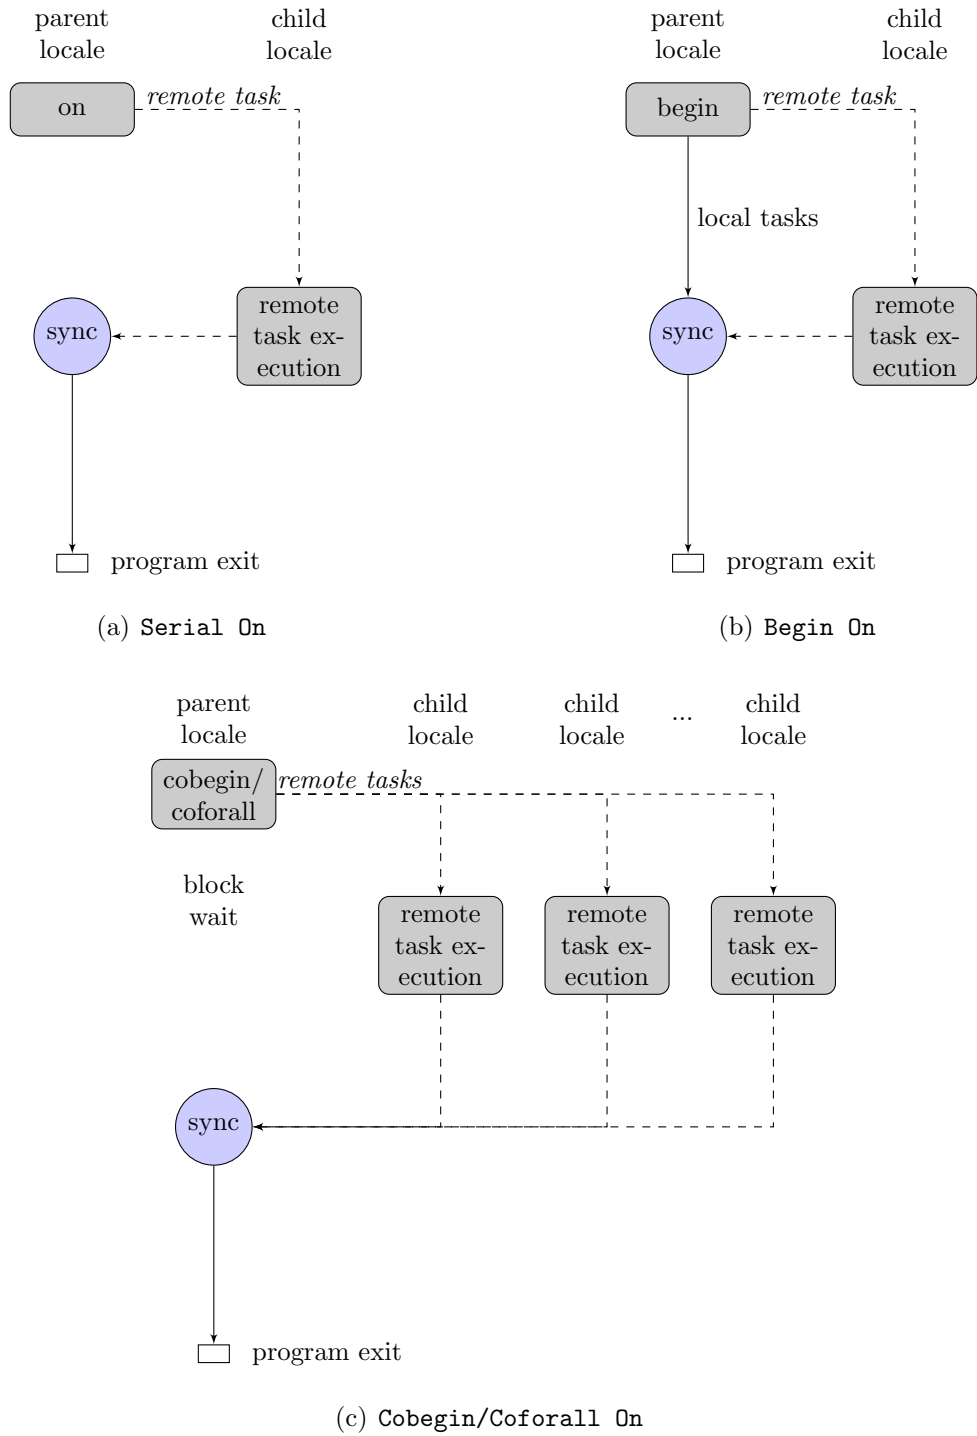 parent
locale
child
locale
on
remote task
sync
remote
task ex-
ecution
program exit
(a) Serial On
parent
locale
child
locale
begin
remote task
local tasks
sync
remote
task ex-
ecution
program exit
(b) Begin On
parent
locale
child
locale
child
locale
...
child
locale
cobegin/
coforall
remote tasks
block
wait
remote
task ex-
ecution
remote
task ex-
ecution
remote
task ex-
ecution
sync
program exit
(c) Cobegin/Coforall On